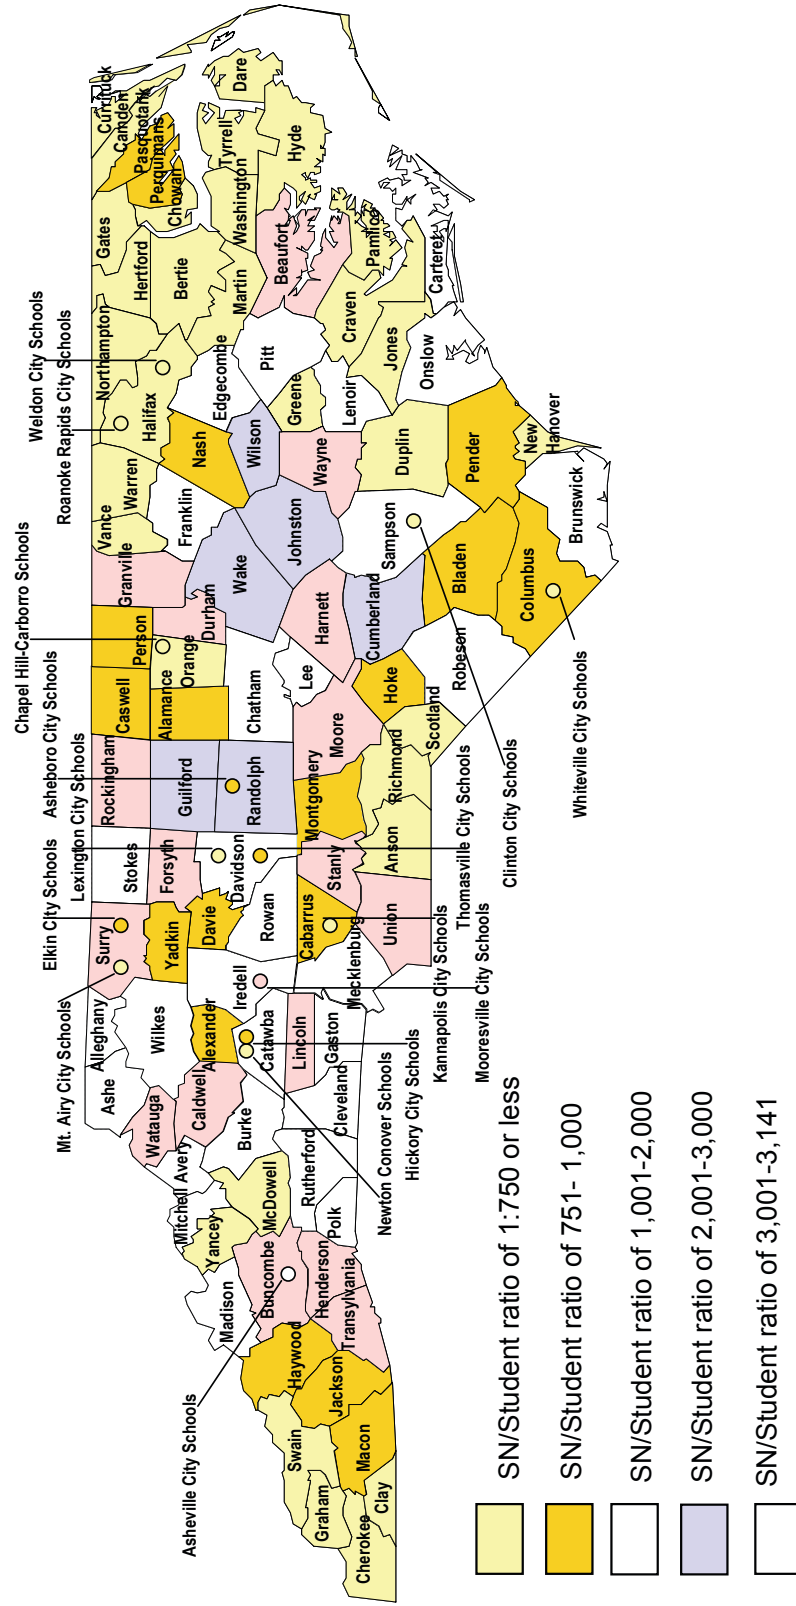 Weldon City Schools
Roanoke Rapids City Schools
Chapel Hill-Carborro Schools
Asheboro City Schools
Lexington City Schools
Elkin City Schools
Mt. Airy City Schools
Asheville City Schools
Currituck
Camden
Pasquotank
Perquimans
Chowan
Gates
Hertford
Bertie
Northampton
Halifax
Warren
Vance
Granville
Person
Caswell
Rockingham
Stokes
Surry
Alleghany
Ashe
Watauga
Wilkes
Yadkin
Forsyth
Guilford
Alamance
Orange
Durham
Franklin
Nash
Edgecombe
Martin
Washington
Tyrrell
Dare
Hyde
Beaufort
Pitt
Wilson
Wake
Chatham
Randolph
Davidson
Davie
Rowan
Iredell
Alexander
Caldwell
Avery
Mitchell
Yancey
Madison
Buncombe
McDowell
Burke
Catawba
Lincoln
Gaston
Cleveland
Rutherford
Polk
Henderson
Transylvania
Haywood
Jackson
Swain
Graham
Macon
Cherokee
Clay
Mecklenburg
Cabarrus
Stanly
Union
Anson
Montgomery
Richmond
Moore
Scotland
Hoke
Lee
Harnett
Johnston
Wayne
Greene
Lenoir
Craven
Pamlico
Carteret
Jones
Onslow
Duplin
Sampson
Cumberland
Robeson
Bladen
Pender
New
Hanover
Brunswick
Columbus
Whiteville City Schools
Clinton City Schools
Thomasville City Schools
Mooresville City Schools
Kannapolis City Schools
Hickory City Schools
Newton Conover Schools
SN/Student ratio of 1:750 or less
SN/Student ratio of 751- 1,000
SN/Student ratio of 1,001-2,000
SN/Student ratio of 2,001-3,000
SN/Student ratio of 3,001-3,141